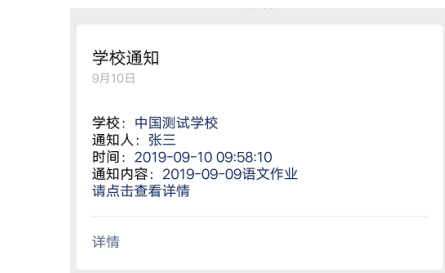 学校通知
9月10日
学校：中国测试学校
通知人：张三
时间：2019-09-10 09:58:10
通知内容：2019-09-09语文作业
请点击查看详情
详情